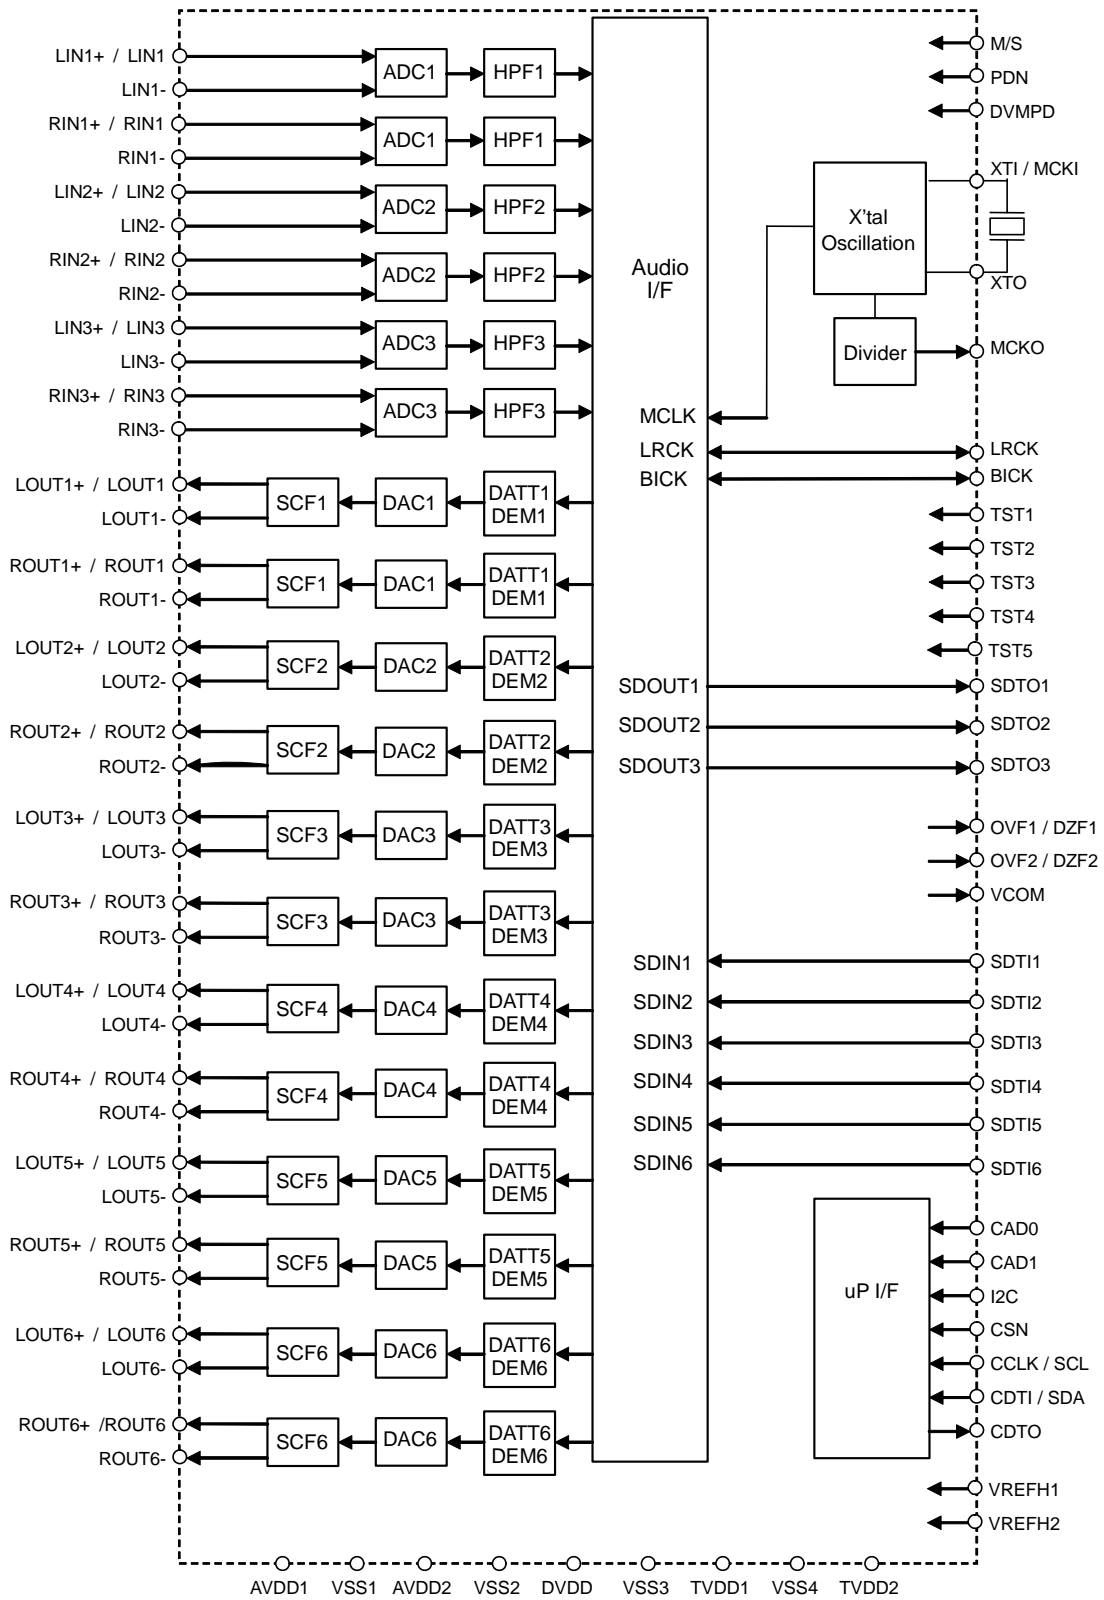 LIN1+ / LIN1
LIN1-
ADC1
HPF1
RIN1+ / RIN1
RIN1-
ADC1
HPF1
LIN2+ / LIN2
LIN2-
ADC2
HPF2
RIN2+ / RIN2
RIN2-
ADC2
HPF2
LIN3+ / LIN3
LIN3-
ADC3
HPF3
RIN3+ / RIN3
RIN3-
ADC3
HPF3
LOUT1+ / LOUT1
LOUT1-
SCF1
DAC1
DATT1
DEM1
ROUT1+ / ROUT1
ROUT1-
SCF1
DAC1
DATT1
DEM1
LOUT2+ / LOUT2
LOUT2-
SCF2
DAC2
DATT2
DEM2
ROUT2+ / ROUT2
ROUT2-
SCF2
DAC2
DATT2
DEM2
LOUT3+ / LOUT3
LOUT3-
SCF3
DAC3
DATT3
DEM3
ROUT3+ / ROUT3
ROUT3-
SCF3
DAC3
DATT3
DEM3
LOUT4+ / LOUT4
LOUT4-
SCF4
DAC4
DATT4
DEM4
ROUT4+ / ROUT4
ROUT4-
SCF4
DAC4
DATT4
DEM4
LOUT5+ / LOUT5
LOUT5-
SCF5
DAC5
DATT5
DEM5
ROUT5+ / ROUT5
ROUT5-
SCF5
DAC5
DATT5
DEM5
LOUT6+ / LOUT6
LOUT6-
SCF6
DAC6
DATT6
DEM6
ROUT6+ /ROUT6
ROUT6-
SCF6
DAC6
DATT6
DEM6
Audio
I/F
MCLK
LRCK
BICK
SDOUT1
SDOUT2
SDOUT3
SDIN1
SDIN2
SDIN3
SDIN4
SDIN5
SDIN6
X'tal
Oscillation
Divider
uP I/F
M/S
PDN
DVMPD
XTI / MCKI
XTO
MCKO
LRCK
BICK
TST1
TST2
TST3
TST4
TST5
SDTO1
SDTO2
SDTO3
OVF1 / DZF1
OVF2 / DZF2
VCOM
SDTI1
SDTI2
SDTI3
SDTI4
SDTI5
SDTI6
CAD0
CAD1
I2C
CSN
CCLK / SCL
CDTI / SDA
CDTO
VREFH1
VREFH2
AVDD1
VSS1
AVDD2
VSS2
DVDD
VSS3
TVDD1
VSS4
TVDD2